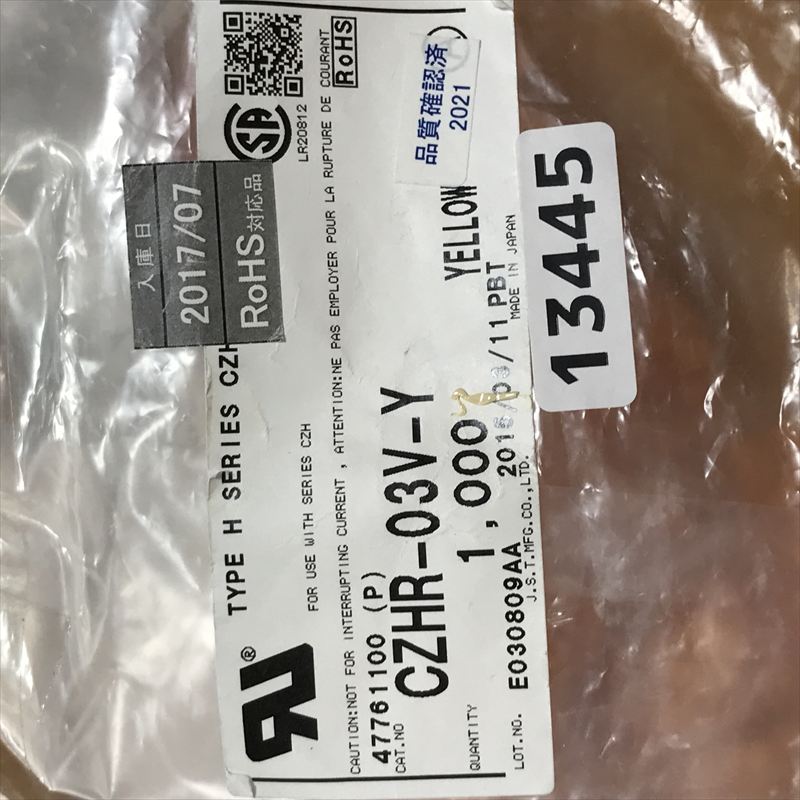 TYPE H SERIES CZH
FOR USE WITH SERIES CZH
LR20812
CAUTION:NOT FOR INTERRUPTING CURRENT , ATTENTION:NE PAS EMPLOYER POUR LA RUPTURE DE COURANT
RoHS
47761100 (P)
CAT.NO CZHR-03V-Y
QUANTITY 1,000 YELLOW
LOT.NO. E030809AA /11PBT
J.S.T.MFG.CO.,LTD. MADE IN JAPAN
入庫日
2017/07
RoHS対応品
品質確認済
2021
13445